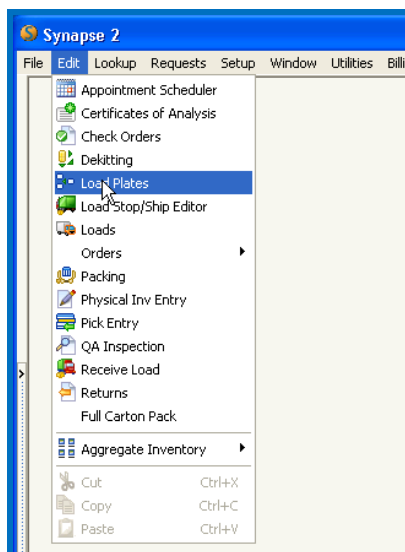 Synapse 2
File Edit Lookup Requests Setup Window Utilities Billi
Appointment Scheduler
Certificates of Analysis
Check Orders
Dekitting
Load Plates
Load Stop/Ship Editor
Loads
Orders
Packing
Physical Inv Entry
Pick Entry
QA Inspection
Receive Load
Returns
Full Carton Pack
Aggregate Inventory
Cut Ctrl+X
Copy Ctrl+C
Paste Ctrl+V